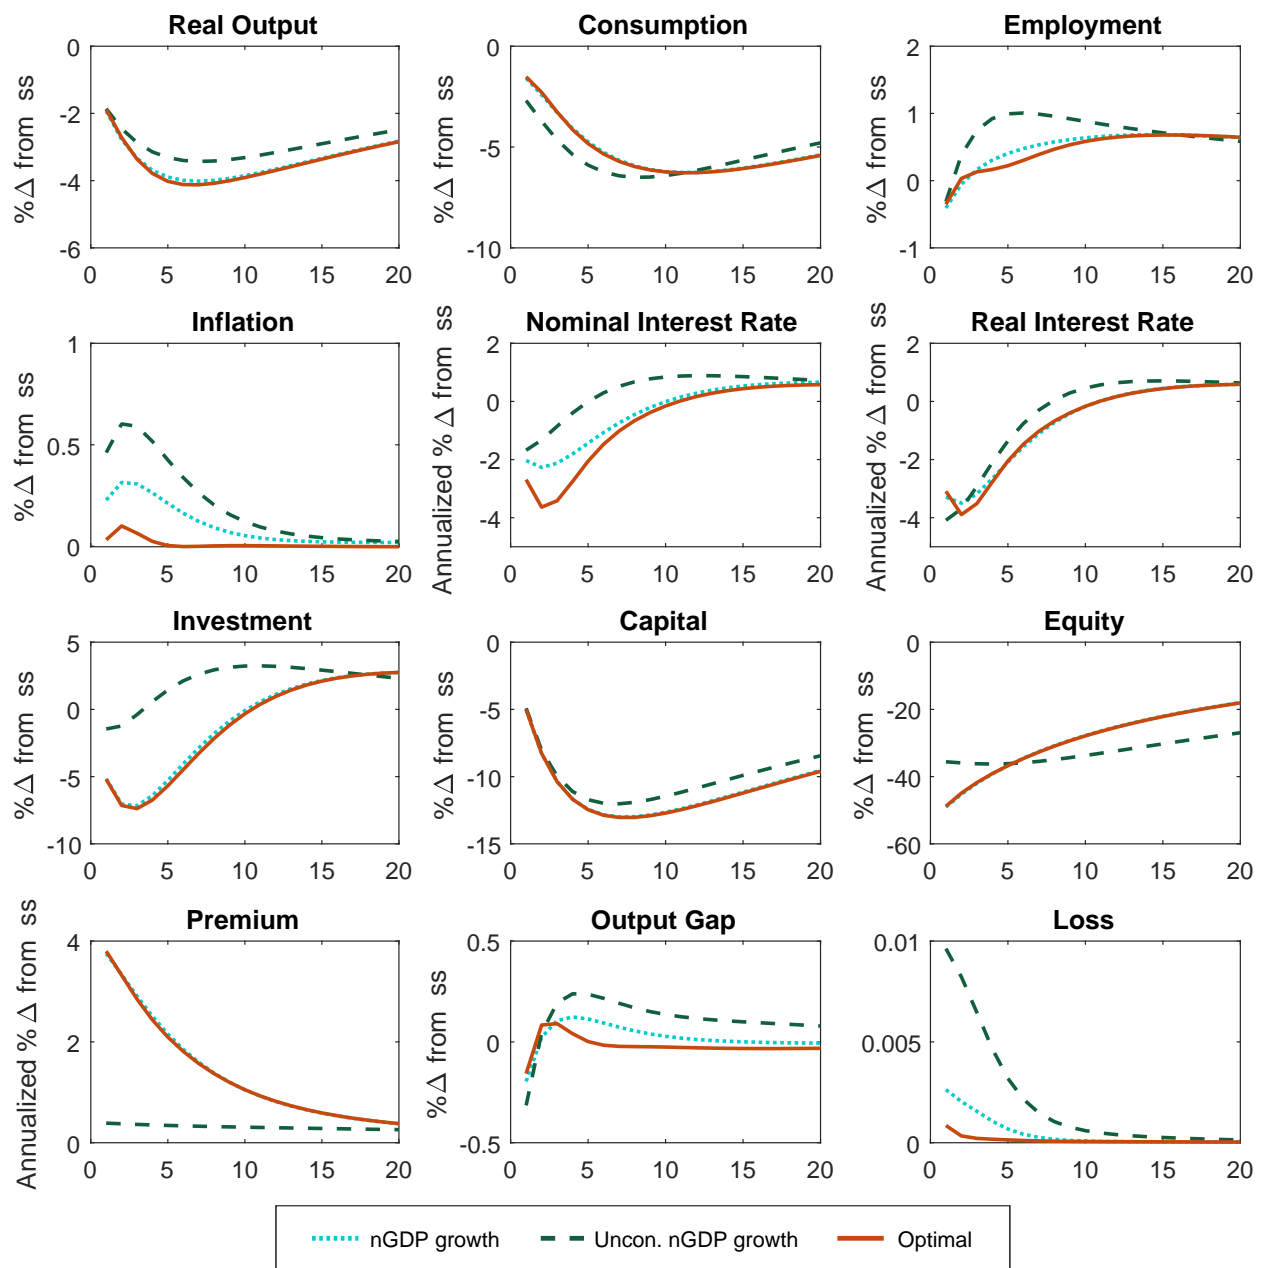 Real Output
Consumption
Employment
%Δ from ss
0
-2
-4
-6
0 5 10 15 20
%Δ from ss
0
-5
-10
0 5 10 15 20
%Δ from ss
2
1
0
-1
0 5 10 15 20
Inflation
Nominal Interest Rate
Real Interest Rate
%Δ from ss
1
0.5
0
0 5 10 15 20
Annualized %Δ from ss
2
0
-2
-4
0 5 10 15 20
Annualized %Δ from ss
2
0
-2
-4
0 5 10 15 20
Investment
Capital
Equity
%Δ from ss
5
0
-5
-10
0 5 10 15 20
%Δ from ss
0
-5
-10
-15
0 5 10 15 20
%Δ from ss
0
-20
-40
-60
0 5 10 15 20
Premium
Output Gap
Loss
Annualized %Δ from ss
4
2
0
0 5 10 15 20
%Δ from ss
0.5
0
-0.5
0 5 10 15 20
0.01
0.005
0
0 5 10 15 20
nGDP growth Uncon. nGDP growth Optimal